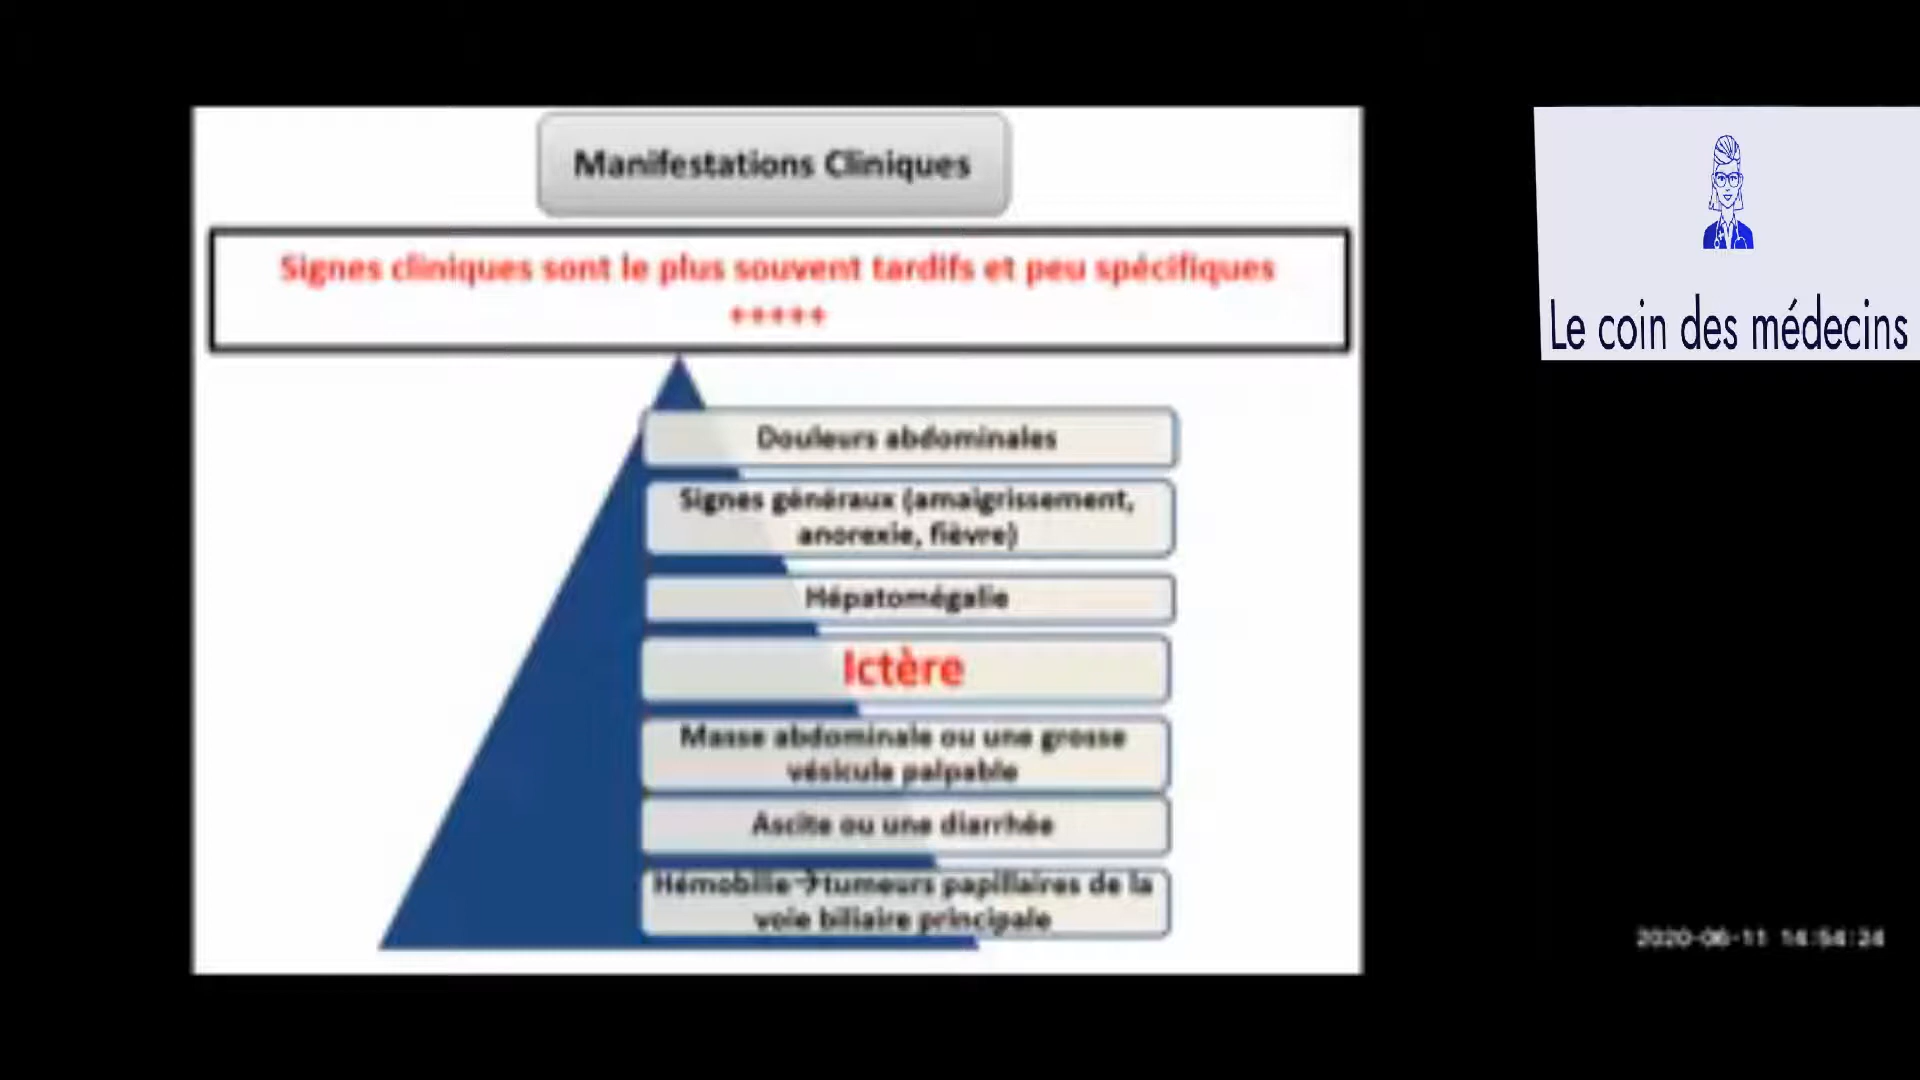 Manifestations Cliniques
Signes cliniques sont le plus souvent tardifs et peu spécifiques
+++++
Douleurs abdominales
Signes généraux (amaigrissement,
anorexie, fièvre)
Hépatomégalie
Ictère
Masse abdominale ou une grosse
vésicule palpable
Ascite ou une diarrhée
Hémobilie→tumeurs papillaires de la
voie biliaire principale
Le coin des médecins
2020-06-11 14:54:24